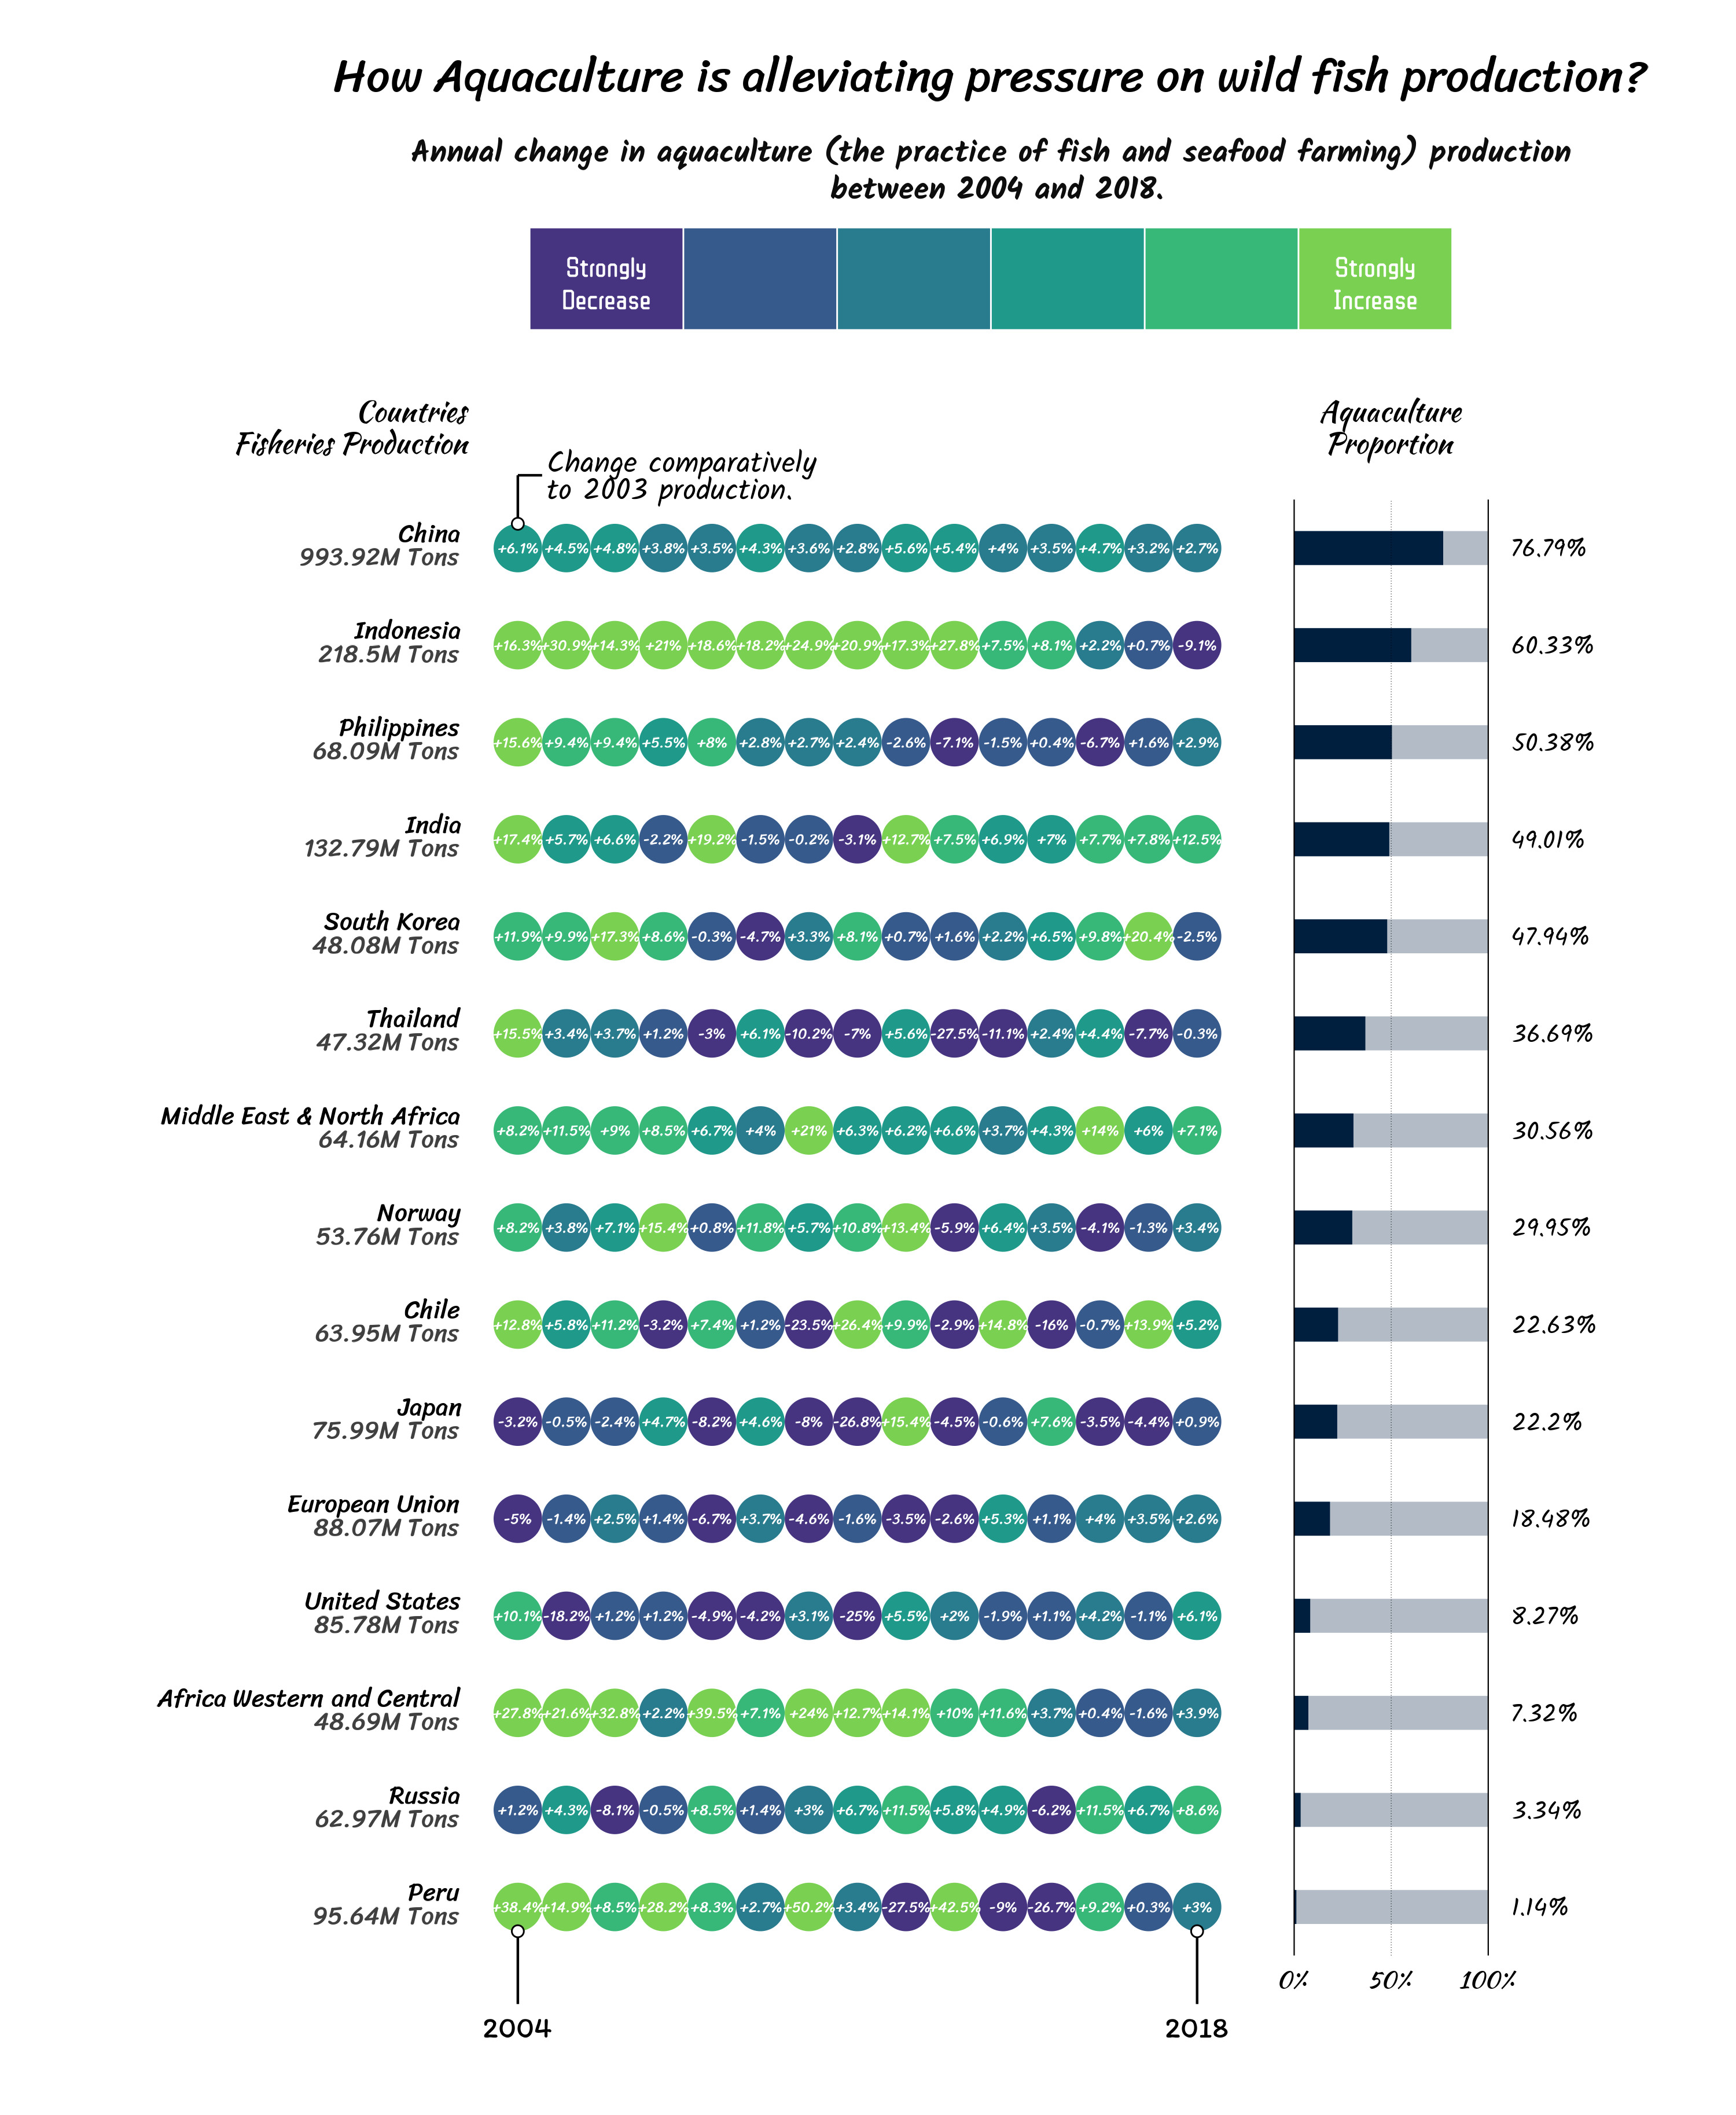 How Aquaculture is alleviating pressure on wild fish production?
Annual change in aquaculture (the practice of fish and seafood farming) production
between 2004 and 2018.
Strongly
Decrease
Strongly
Increase
Countries
Fisheries Production
Aquaculture
Proportion
Change comparatively
to 2003 production.
China
993.92M Tons
+6.1% +4.5% +4.8% +3.8% +3.5% +4.3% +3.6% +2.8% +5.6% +5.4% +4% +3.5% +4.7% +3.2% +2.7%
76.79%
Indonesia
218.5M Tons
+16.3% +30.9% +14.3% +21% +18.6% +18.2% +24.9% +20.9% +17.3% +27.8% +7.5% +8.1% +2.2% +0.7% -9.1%
60.33%
Philippines
68.09M Tons
+15.6% +9.4% +9.4% +5.5% +8% +2.8% +2.7% +2.4% -2.6% -7.1% -1.5% +0.4% -6.7% +1.6% +2.9%
50.38%
India
132.79M Tons
+17.4% +5.7% +6.6% -2.2% +19.2% -1.5% -0.2% -3.1% +12.7% +7.5% +6.9% +7% +7.7% +7.8% +12.5%
49.01%
South Korea
48.08M Tons
+11.9% +9.9% +17.3% +8.6% -0.3% -4.7% +3.3% +8.1% +0.7% +1.6% +2.2% +6.5% +9.8% +20.4% -2.5%
47.94%
Thailand
47.32M Tons
+15.5% +3.4% +3.7% +1.2% -3% +6.1% -10.2% -7% +5.6% -27.5% -11.1% +2.4% +4.4% -7.7% -0.3%
36.69%
Middle East & North Africa
64.16M Tons
+8.2% +11.5% +9% +8.5% +6.7% +4% +21% +6.3% +6.2% +6.6% +3.7% +4.3% +14% +6% +7.1%
30.56%
Norway
53.76M Tons
+8.2% +3.8% +7.1% +15.4% +0.8% +11.8% +5.7% +10.8% +13.4% -5.9% +6.4% +3.5% -4.1% -1.3% +3.4%
29.95%
Chile
63.95M Tons
+12.8% +5.8% +11.2% -3.2% +7.4% +1.2% -23.5% +26.4% +9.9% -2.9% +14.8% -16% -0.7% +13.9% +5.2%
22.63%
Japan
75.99M Tons
-3.2% -0.5% -2.4% +4.7% -8.2% +4.6% -8% -26.8% +15.4% -4.5% -0.6% +7.6% -3.5% -4.4% +0.9%
22.2%
European Union
88.07M Tons
-5% -1.4% +2.5% +1.4% -6.7% +3.7% -4.6% -1.6% -3.5% -2.6% +5.3% +1.1% +4% +3.5% +2.6%
18.48%
United States
85.78M Tons
+10.1% -18.2% +1.2% +1.2% -4.9% -4.2% +3.1% -25% +5.5% +2% -1.9% +1.1% +4.2% -1.1% +6.1%
8.27%
Africa Western and Central
48.69M Tons
+27.8% +21.6% +32.8% +2.2% +39.5% +7.1% +24% +12.7% +14.1% +10% +11.6% +3.7% +0.4% -1.6% +3.9%
7.32%
Russia
62.97M Tons
+1.2% +4.3% -8.1% -0.5% +8.5% +1.4% +3% +6.7% +11.5% +5.8% +4.9% -6.2% +11.5% +6.7% +8.6%
3.34%
Peru
95.64M Tons
+38.4% +14.9% +8.5% +28.2% +8.3% +2.7% +50.2% +3.4% -27.5% +42.5% -9% -26.7% +9.2% +0.3% +3%
1.14%
0% 50% 100%
2004 2018